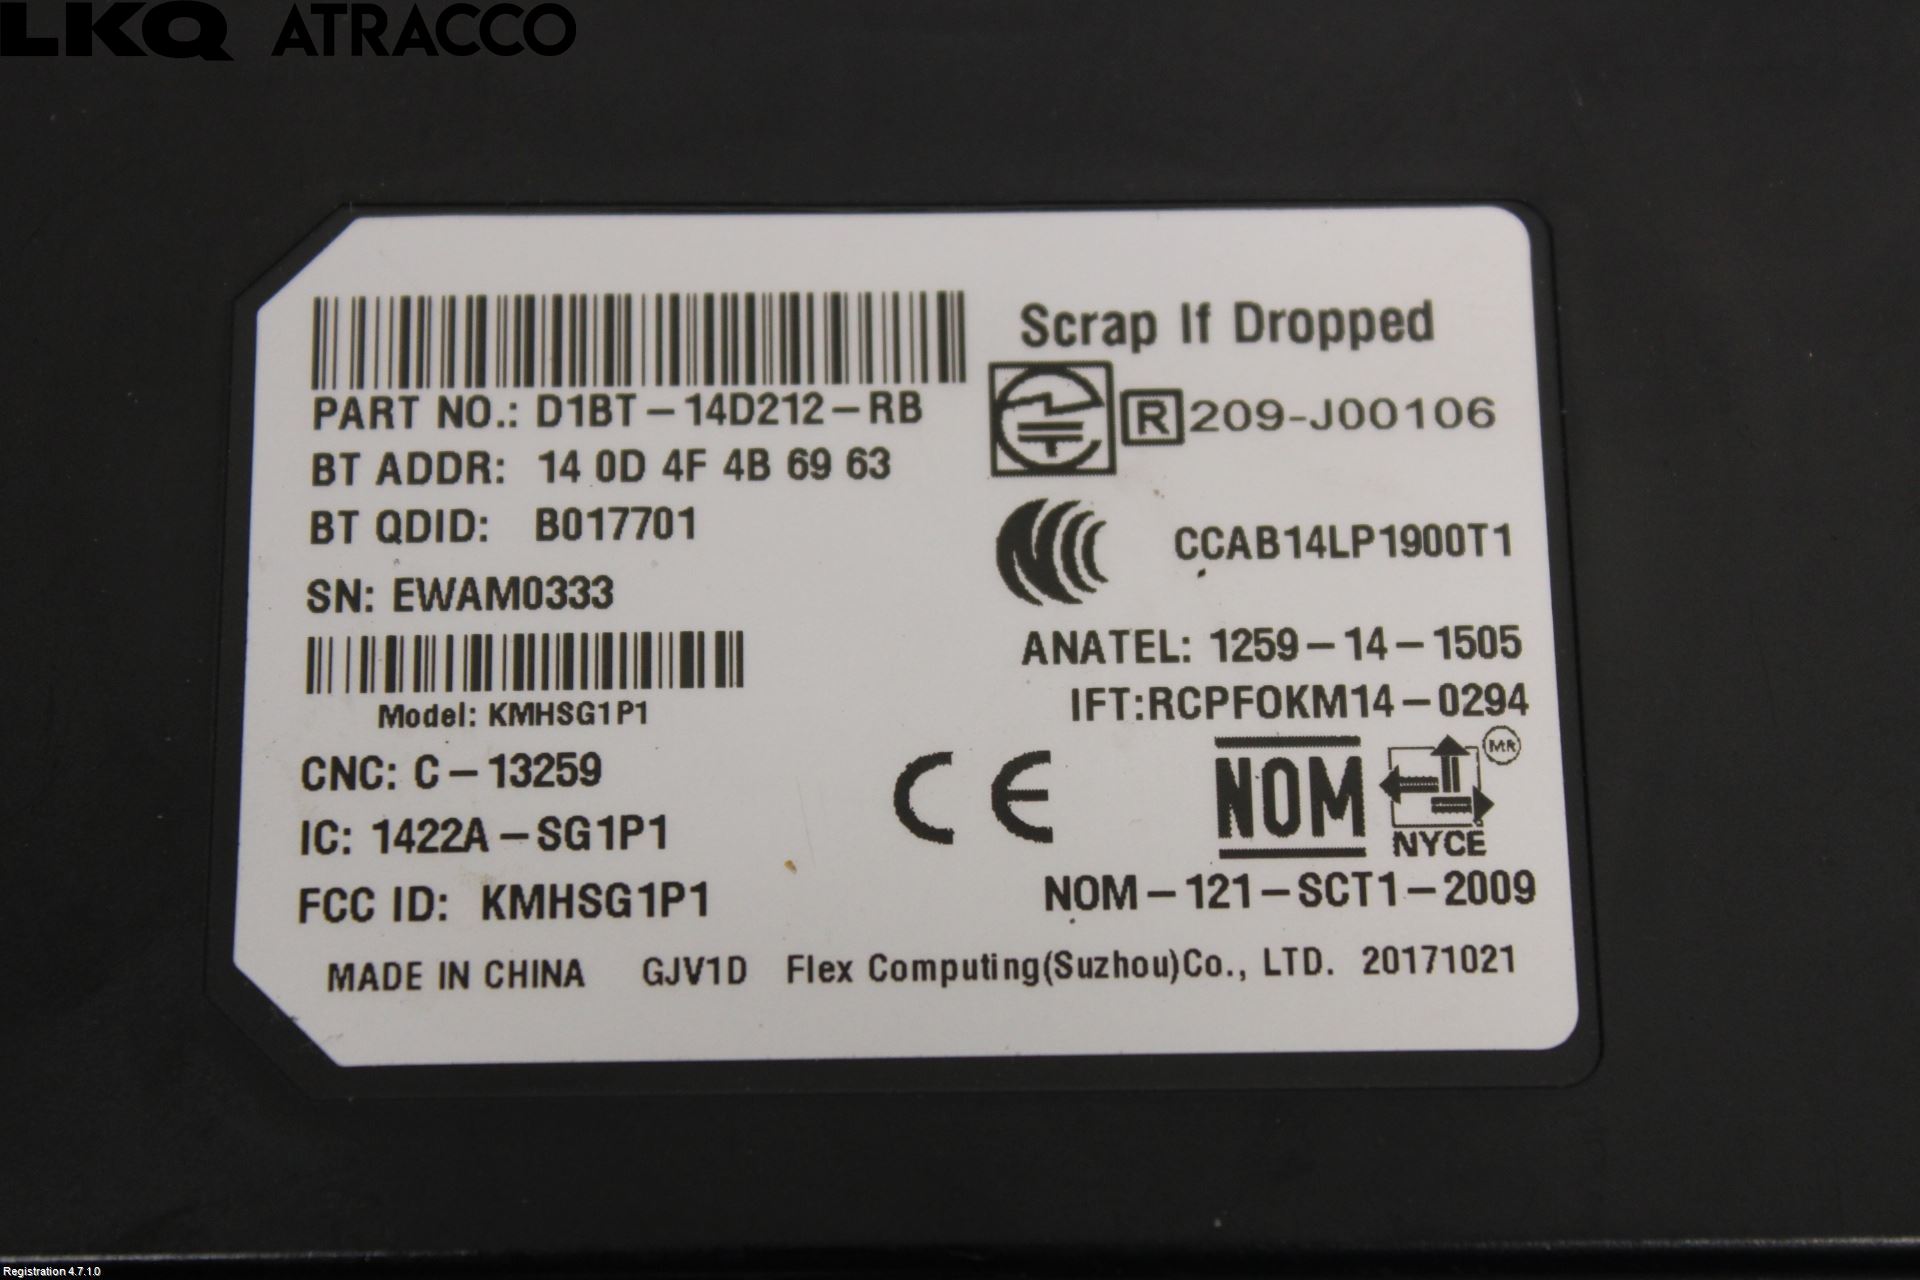 LKQ ATRACCO
PART NO.: D1BT-14D212-RB
BT ADDR: 14 0D 4F 4B 69 63
BT QDID: B017701
SN: EWAM0333
Model: KMHSG1P1
CNC: C-13259
IC: 1422A-SG1P1
FCC ID: KMHSG1P1
Scrap If Dropped
R 209-J00106
CCAB14LP1900T1
ANATEL: 1259-14-1505
IFT:RCPFOKM14-0294
CE
NOM
MR
NYCE
NOM-121-SCT1-2009
MADE IN CHINA GJV1D Flex Computing(Suzhou)Co., LTD. 20171021
Registration 4.7.1.0